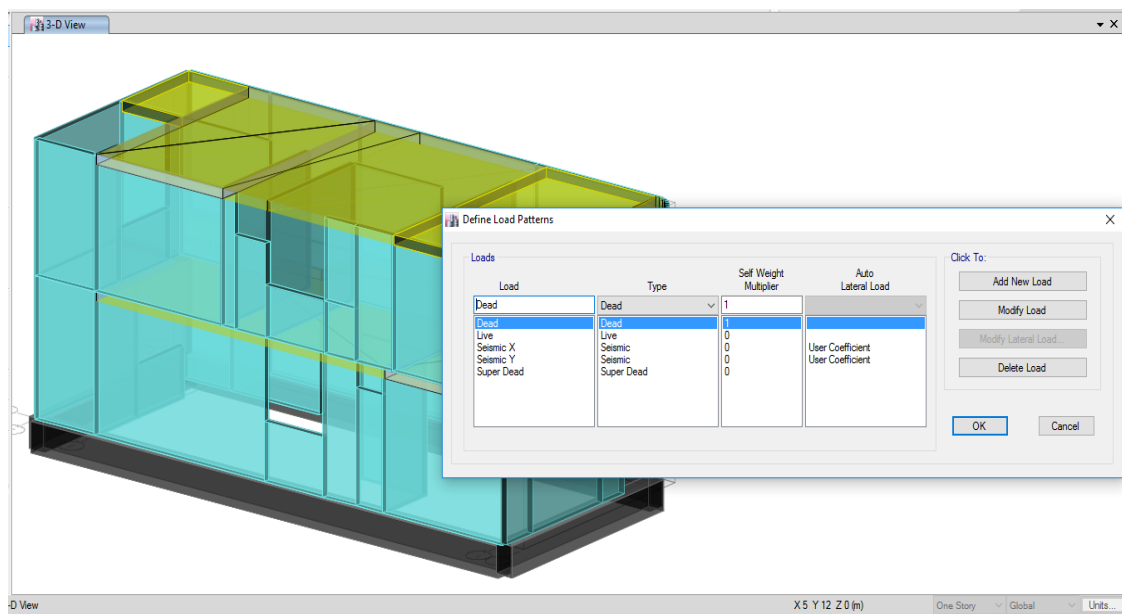 3-D View
Define Load Patterns
Loads
Click To:
Load
Type
Self Weight
Multiplier
Auto
Lateral Load
Dead Dead 1
Dead Dead 1
Live Live 0
Seismic X Seismic 0 User Coefficient
Seismic Y Seismic 0 User Coefficient
Super Dead Super Dead 0
Add New Load
Modify Load
Modify Lateral Load...
Delete Load
OK
Cancel
-D View
X 5 Y 12 Z 0 (m)
One Story
Global
Units...